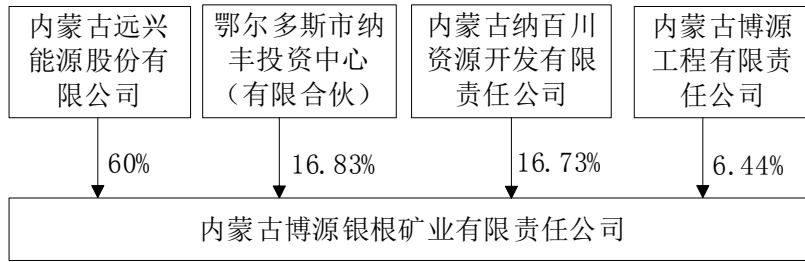 内蒙古远兴
能源股份有
限公司
鄂尔多斯市纳
丰投资中心
（有限合伙）
内蒙古纳百川
资源开发有限
责任公司
内蒙古博源
工程有限责
任公司
60%
16.83%
16.73%
6.44%
内蒙古博源银根矿业有限责任公司